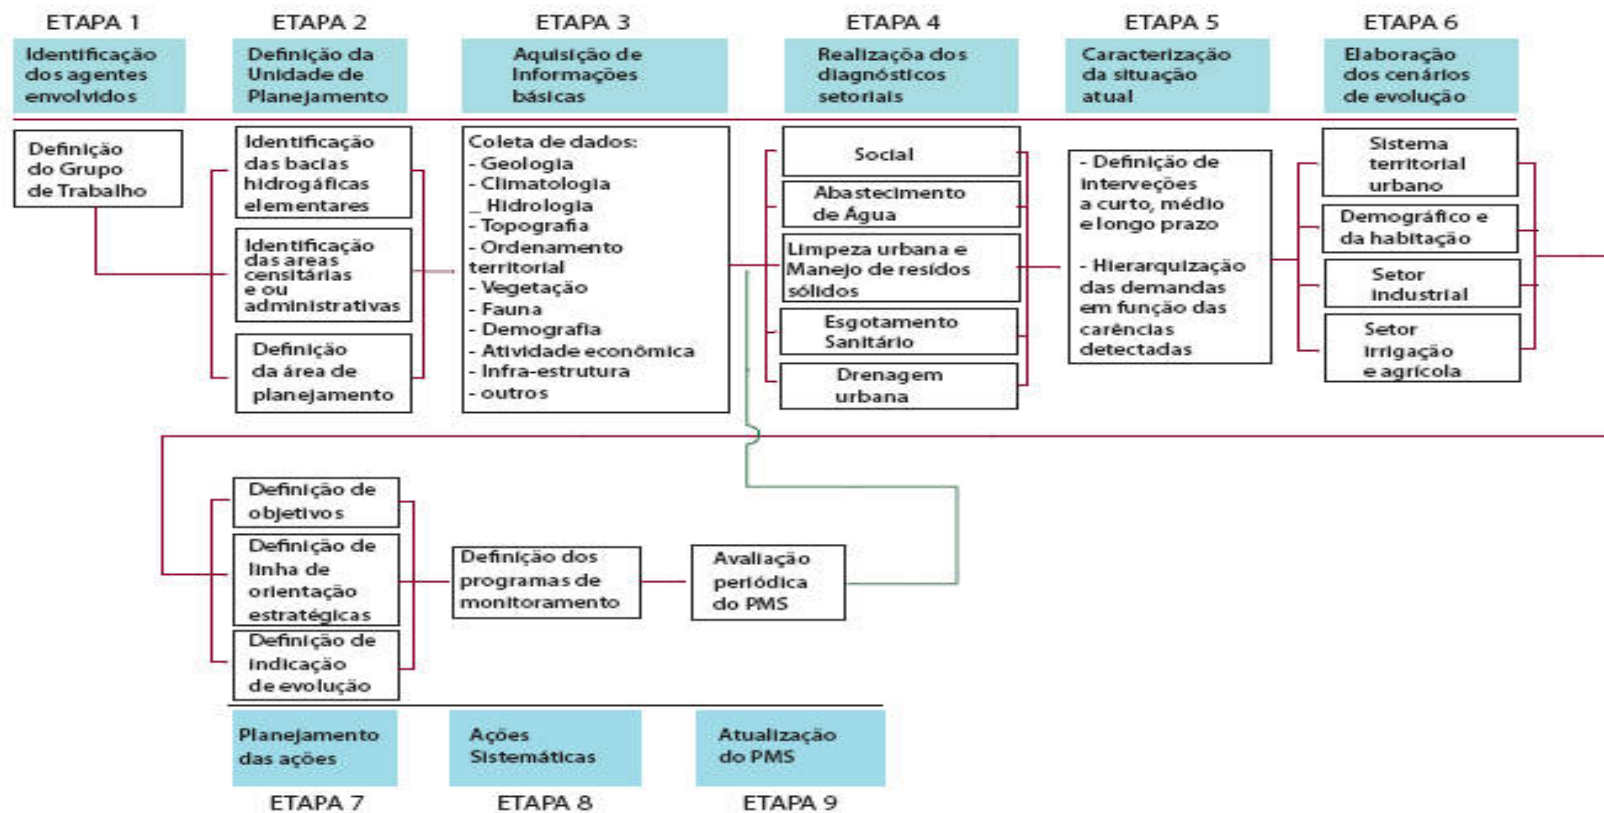 ETAPA 1
Identificação
dos agentes
envolvidos
Definição
do Grupo
de Trabalho
ETAPA 2
Definição da
Unidade de
Planejamento
Identificação
das bacias
hidrogáficas
elementares
Identificação
das areas
censitárias
e ou
administrativas
Definição
da área de
planejamento
ETAPA 3
Aquisição de
Informações
básicas
Coleta de dados:
- Geologia
- Climatologia
_ Hidrologia
- Topografia
- Ordenamento
territorial
- Vegetação
- Fauna
- Demografia
- Atividade econômica
- Infra-estrutura
- outros
ETAPA 4
Realizaçõa dos
diagnósticos
setoriais
Social
Abastecimento
de Água
Limpeza urbana e
Manejo de resídos
sólidos
Esgotamento
Sanitário
Drenagem
urbana
ETAPA 5
Caracterização
da situação
atual
- Definição de
interveções
a curto, médio
e longo prazo
- Hierarquização
das demandas
em função das
carências
detectadas
ETAPA 6
Elaboração
dos cenários
de evolução
Sistema
territorial
urbano
Demográfico e
da habitação
Setor
industrial
Setor
irrigação
e agrícola
Definição de
objetivos
Definição de
linha de
orientação
estratégicas
Definição de
indicação
de evolução
Planejamento
das ações
ETAPA 7
Definição dos
programas de
monitoramento
Ações
Sistemáticas
ETAPA 8
Avaliação
periódica
do PMS
Atualização
do PMS
ETAPA 9